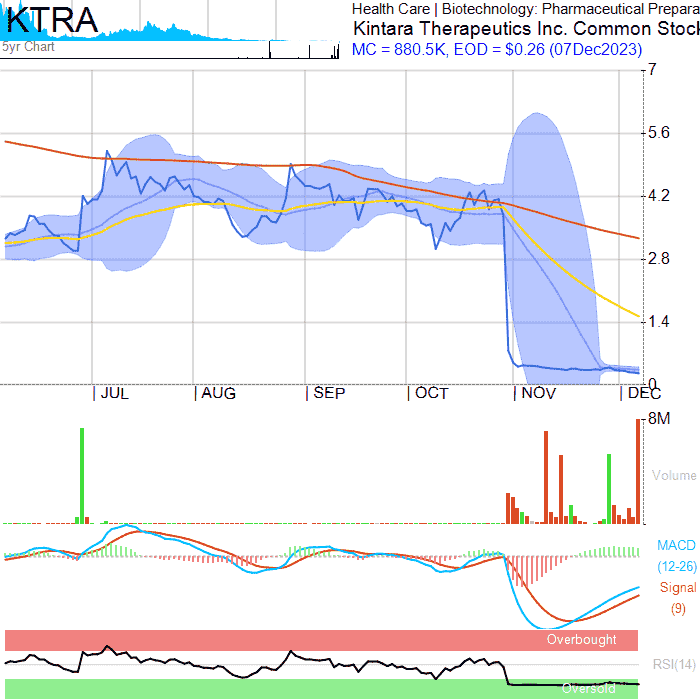 KTRA
Health Care | Biotechnology: Pharmaceutical Prepara
Kintara Therapeutics Inc. Common Stock
MC = 880.5K, EOD = $0.26 (07Dec2023)
5yr Chart
7
5.6
4.2
2.8
1.4
0
JUL AUG SEP OCT NOV DEC
8M
Volume
MACD
(12-26)
Signal
(9)
Overbought
RSI(14)
Oversold